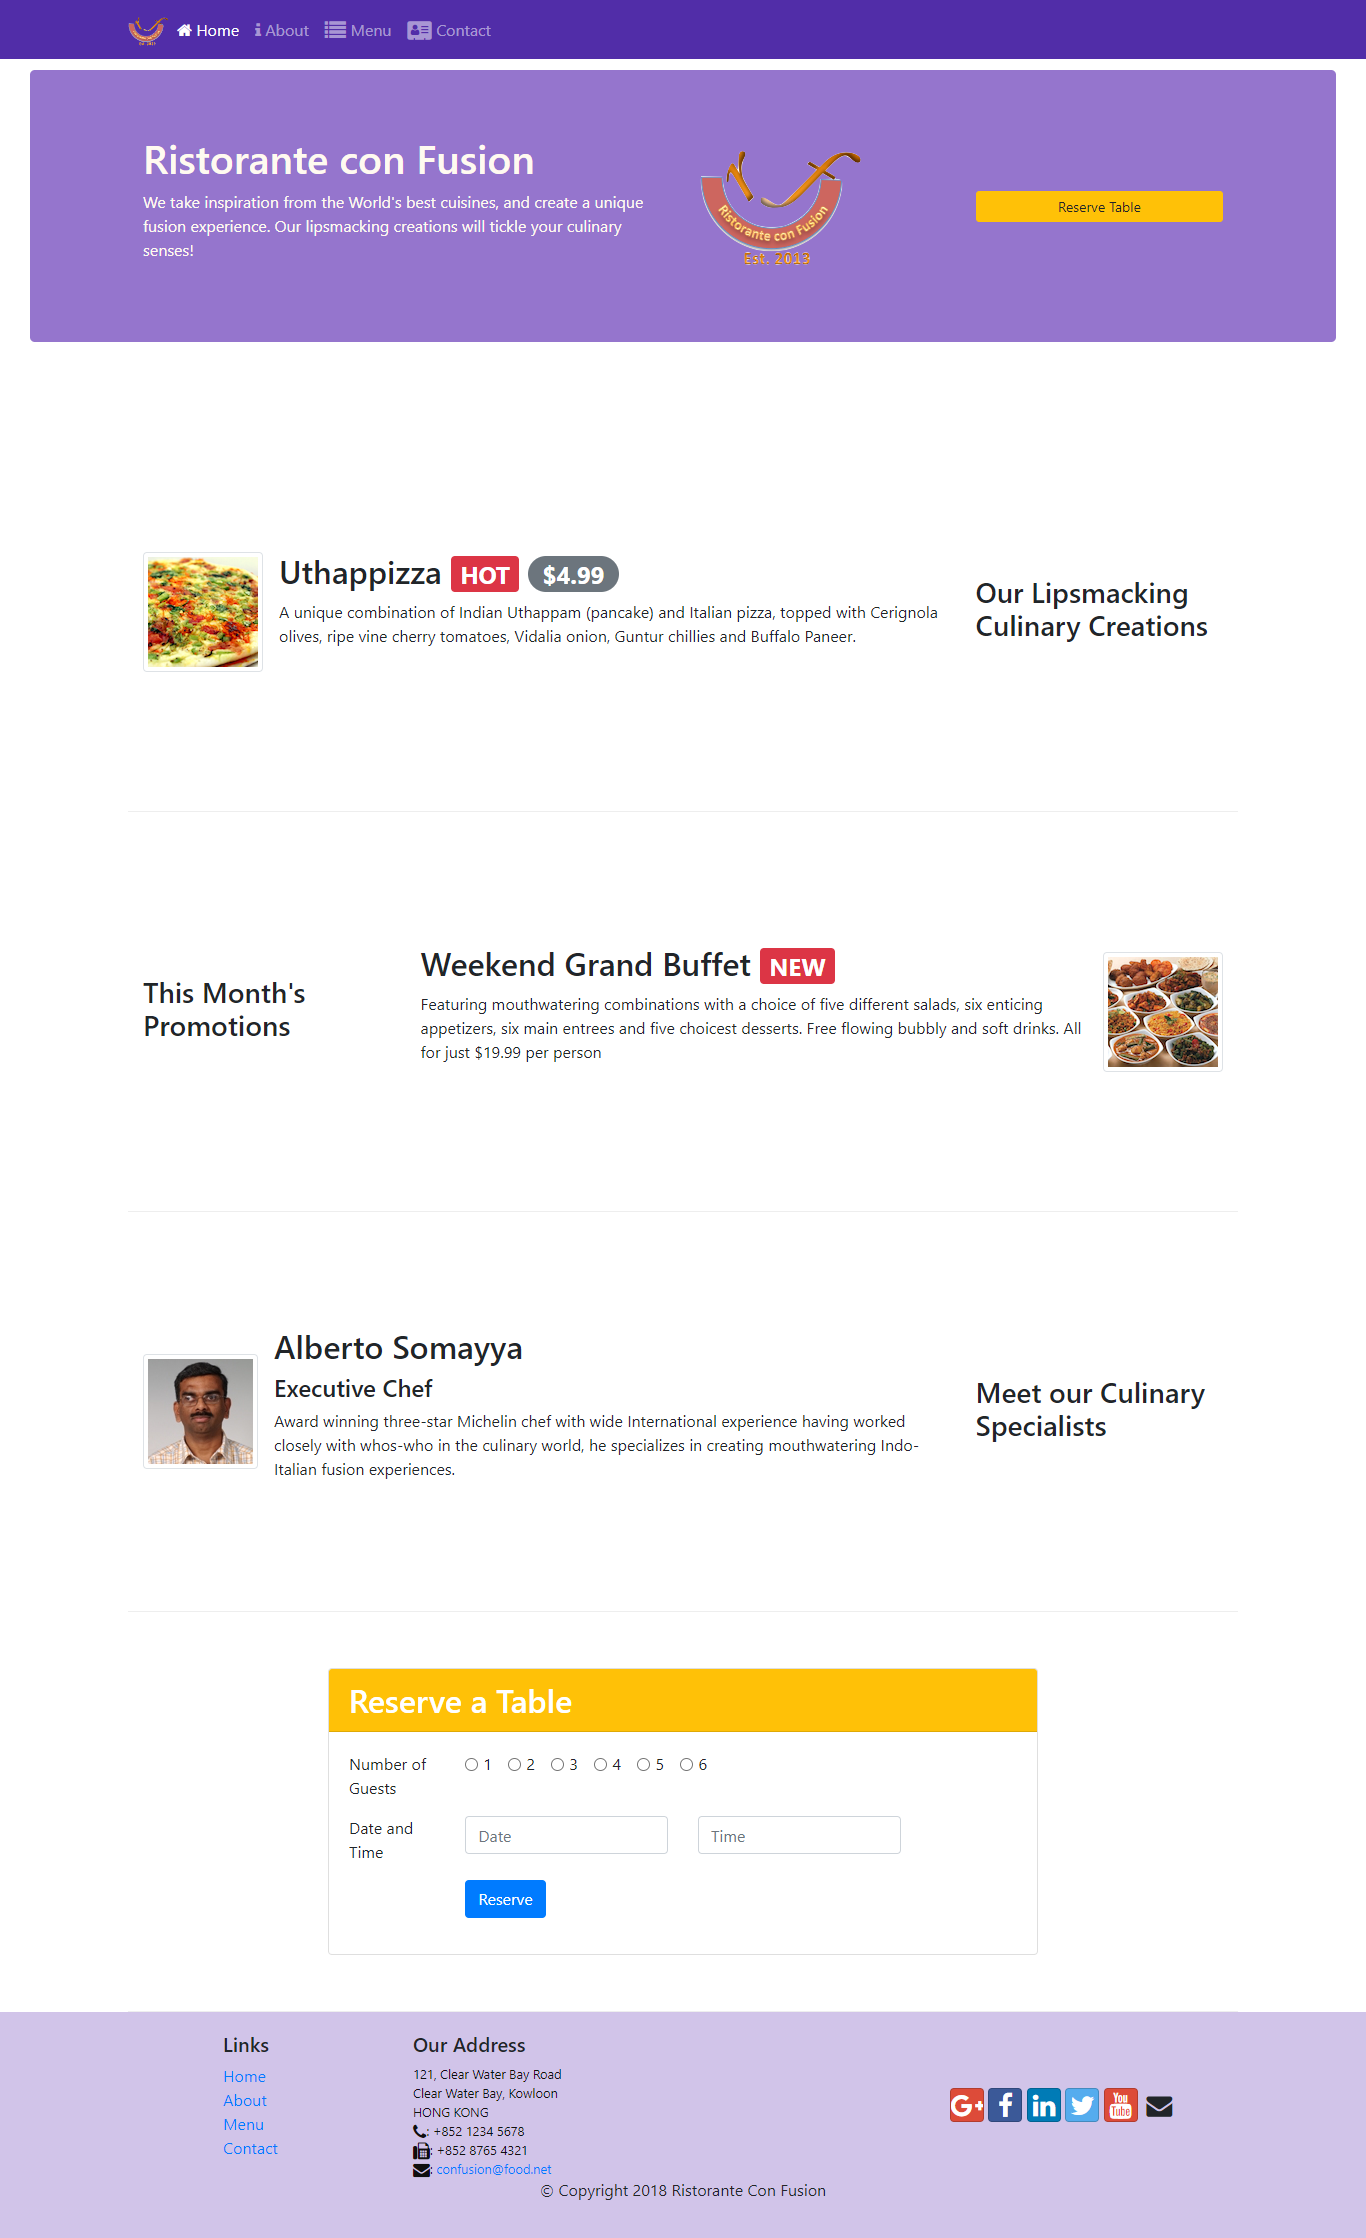 Home About Menu Contact
Ristorante con Fusion
We take inspiration from the World's best cuisines, and create a unique
fusion experience. Our lipsmacking creations will tickle your culinary
senses!
Ristorante con Fusion
Est. 2013
Reserve Table
Uthappizza HOT $4.99
A unique combination of Indian Uthappam (pancake) and Italian pizza, topped with Cerignola
olives, ripe vine cherry tomatoes, Vidalia onion, Guntur chillies and Buffalo Paneer.
Our Lipsmacking
Culinary Creations
This Month's
Promotions
Weekend Grand Buffet NEW
Featuring mouthwatering combinations with a choice of five different salads, six enticing
appetizers, six main entrees and five choicest desserts. Free flowing bubbly and soft drinks. All
for just $19.99 per person
Alberto Somayya
Executive Chef
Award winning three-star Michelin chef with wide International experience having worked
closely with whos-who in the culinary world, he specializes in creating mouthwatering Indo-
Italian fusion experiences.
Meet our Culinary
Specialists
Reserve a Table
Number of
Guests
1 2 3 4 5 6
Date and
Time
Date Time
Reserve
Links
Home
About
Menu
Contact
Our Address
121, Clear Water Bay Road
Clear Water Bay, Kowloon
HONG KONG
: +852 1234 5678
: +852 8765 4321
: confusion@food.net
G+ f in You
Tube
© Copyright 2018 Ristorante Con Fusion